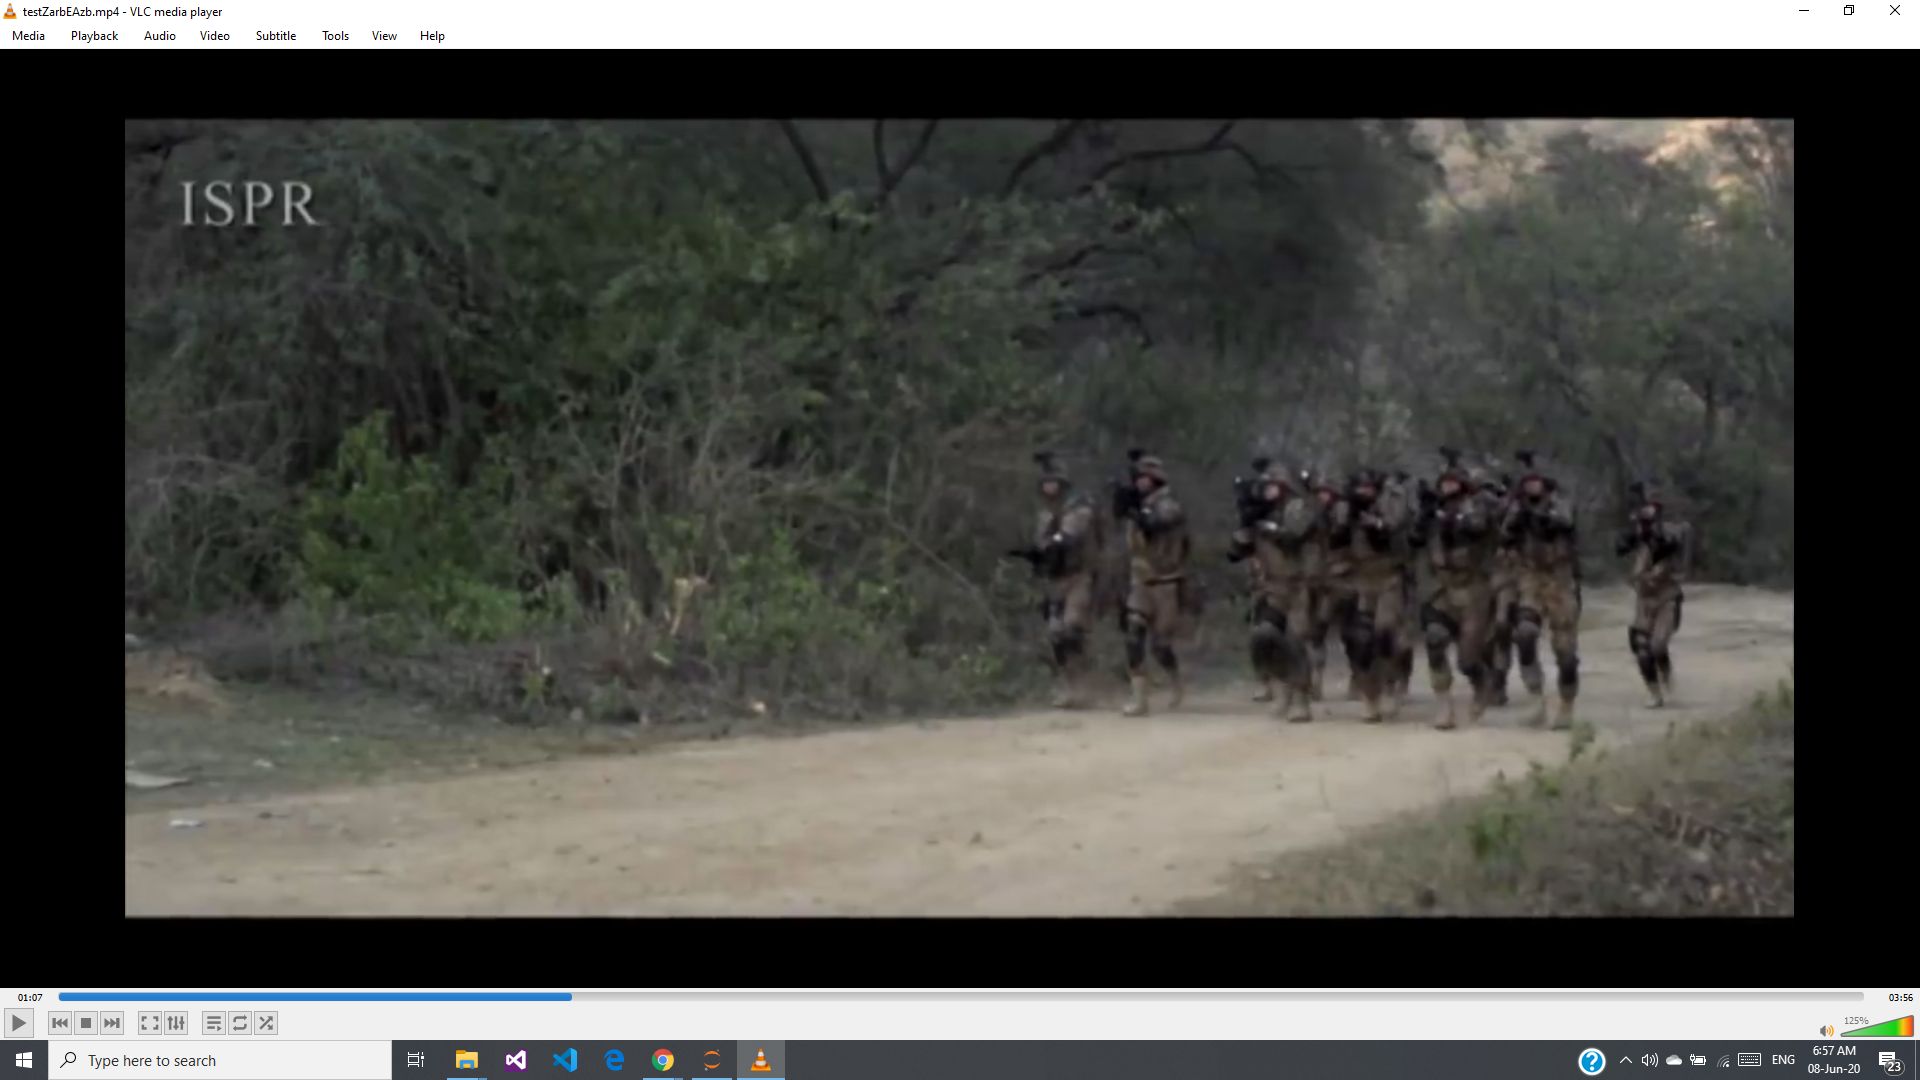 testZarbEAzb.mp4 - VLC media player
Media Playback Audio Video Subtitle Tools View Help
ISPR
01:07
03:56
125%
Type here to search
ENG
6:57 AM
08-Jun-20
23